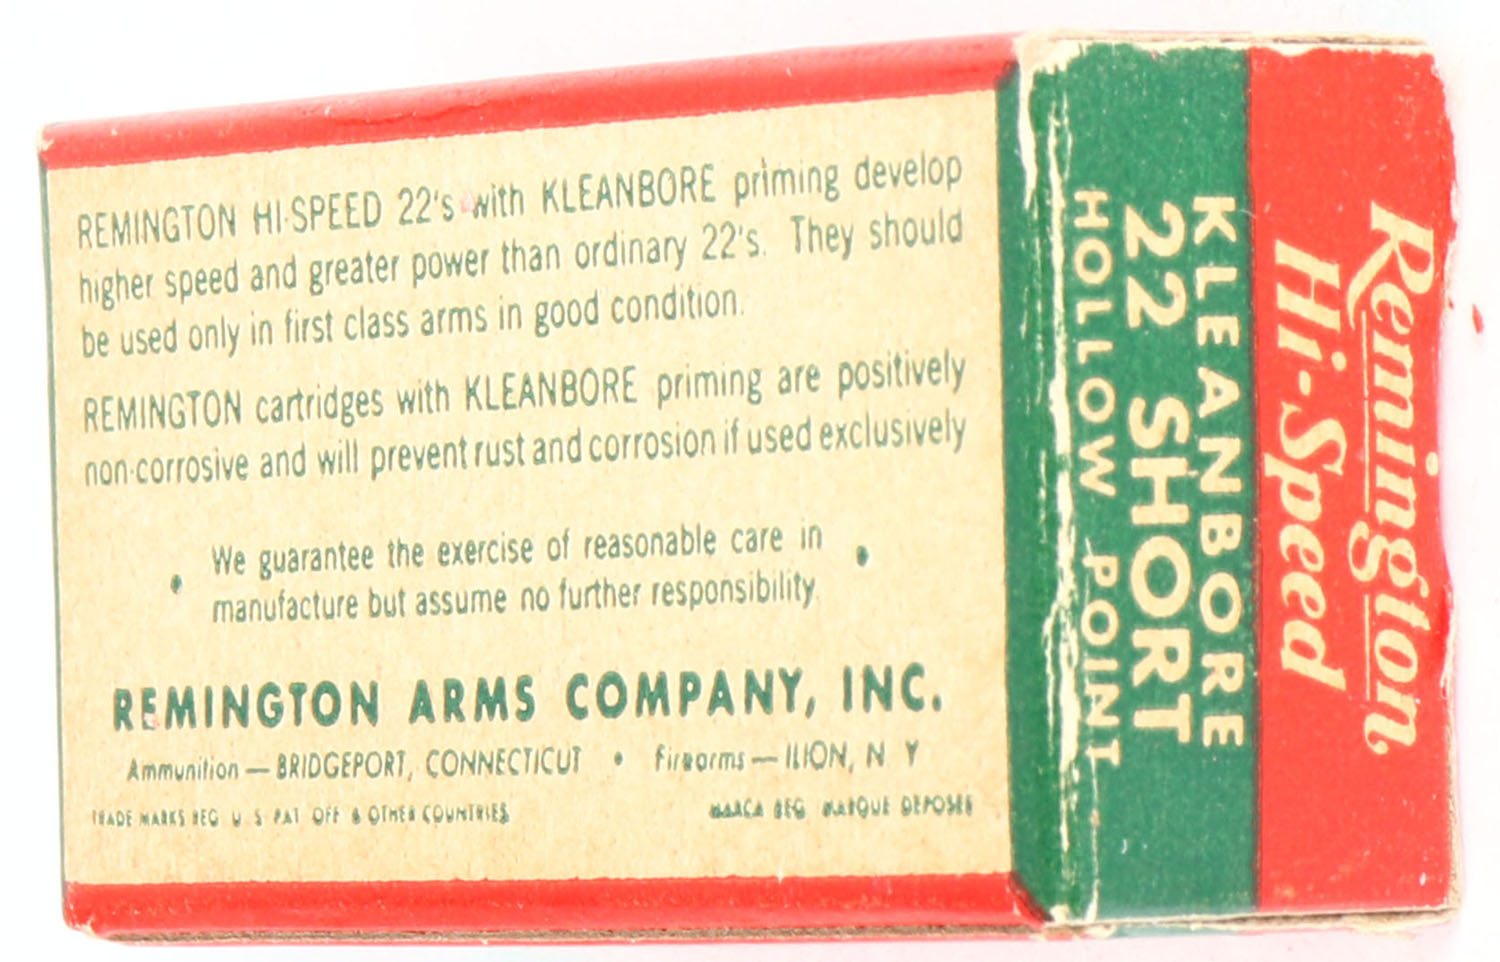 REMINGTON HI-SPEED 22's with KLEANBORE priming develop
higher speed and greater power than ordinary 22's. They should
be used only in first class arms in good condition.
REMINGTON cartridges with KLEANBORE priming are positively
non-corrosive and will prevent rust and corrosion if used exclusively
• We guarantee the exercise of reasonable care in •
manufacture but assume no further responsibility.
REMINGTON ARMS COMPANY, INC.
Ammunition — BRIDGEPORT, CONNECTICUT • Firearms — ILION, N Y
TRADE MARKS REG U S PAT OFF & OTHER COUNTRIES MARCA REG MARQUE DEPOSEE
Remington
Hi-Speed
KLEANBORE
22 SHORT
HOLLOW POINT